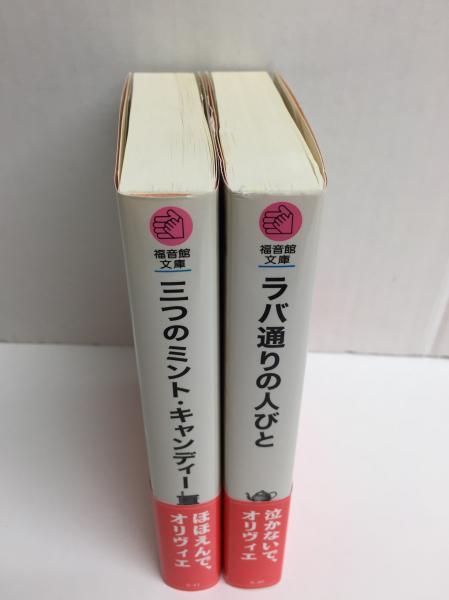 福音館
文庫
三つのミント・キャンディー
ほほえんで、
オリヴィエ
福音館
文庫
ラバ通りの人びと
泣かないで、
オリヴィエ